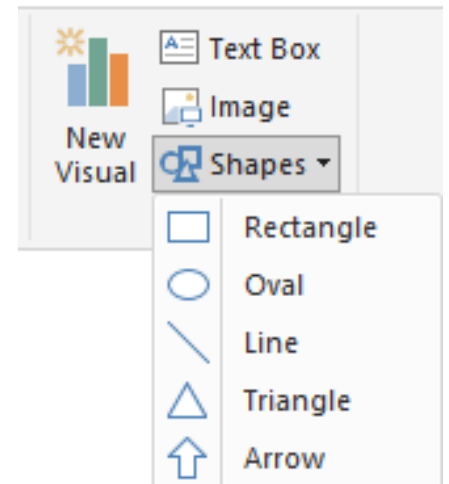 New
Visual
Text Box
Image
Shapes
Rectangle
Oval
Line
Triangle
Arrow